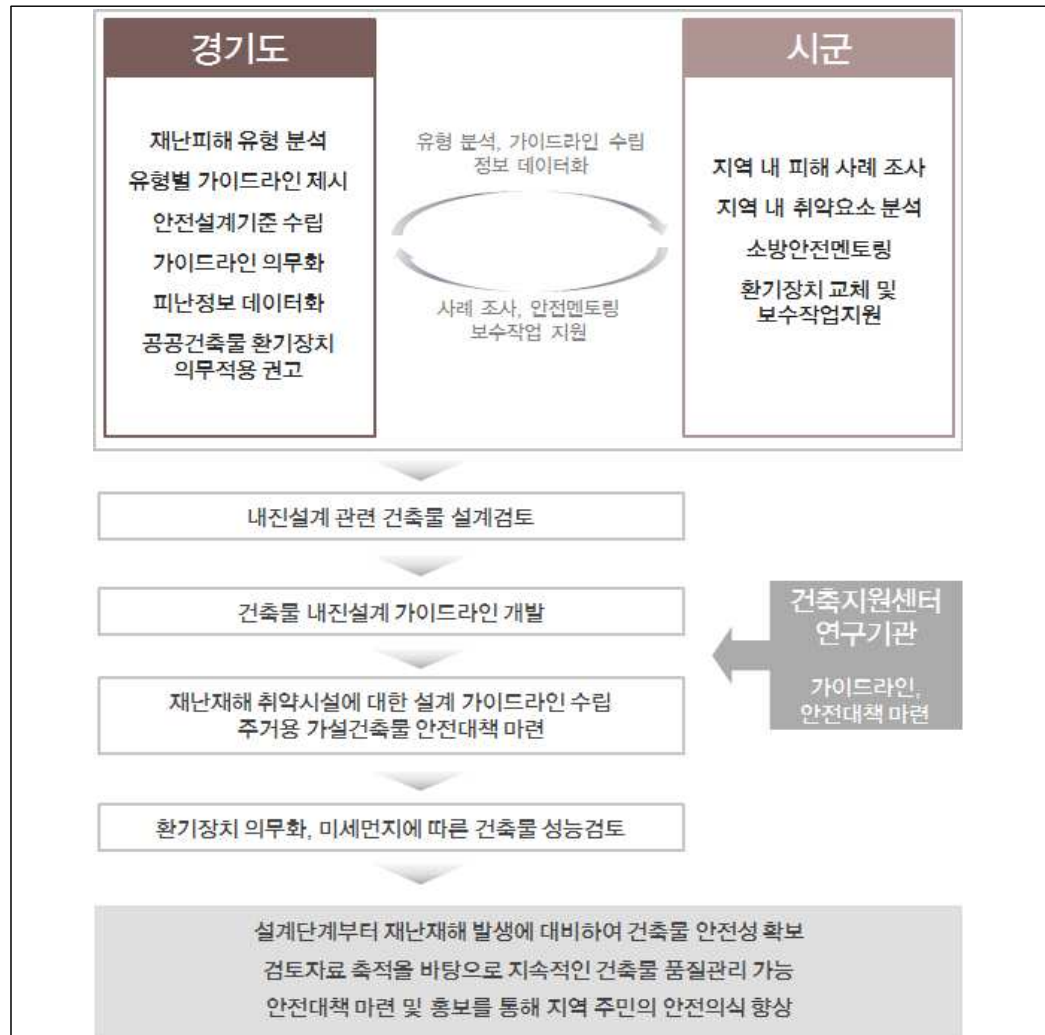 경기도
재난피해 유형 분석
유형별 가이드라인 제시
안전설계기준 수립
가이드라인 의무화
피난정보 데이터화
공공건축물 환기장치
의무적용 권고
유형 분석, 가이드라인 수립
정보 데이터화
사례 조사, 안전멘토링
보수작업 지원
시군
지역 내 피해 사례 조사
지역 내 취약요소 분석
소방안전멘토링
환기장치 교체 및
보수작업지원
내진설계 관련 건축물 설계검토
건축물 내진설계 가이드라인 개발
재난재해 취약시설에 대한 설계 가이드라인 수립
주거용 가설건축물 안전대책 마련
건축지원센터
연구기관
가이드라인,
안전대책 마련
환기장치 의무화, 미세먼지에 따른 건축물 성능검토
설계단계부터 재난재해 발생에 대비하여 건축물 안전성 확보
검토자료 축적을 바탕으로 지속적인 건축물 품질관리 가능
안전대책 마련 및 홍보를 통해 지역 주민의 안전의식 향상